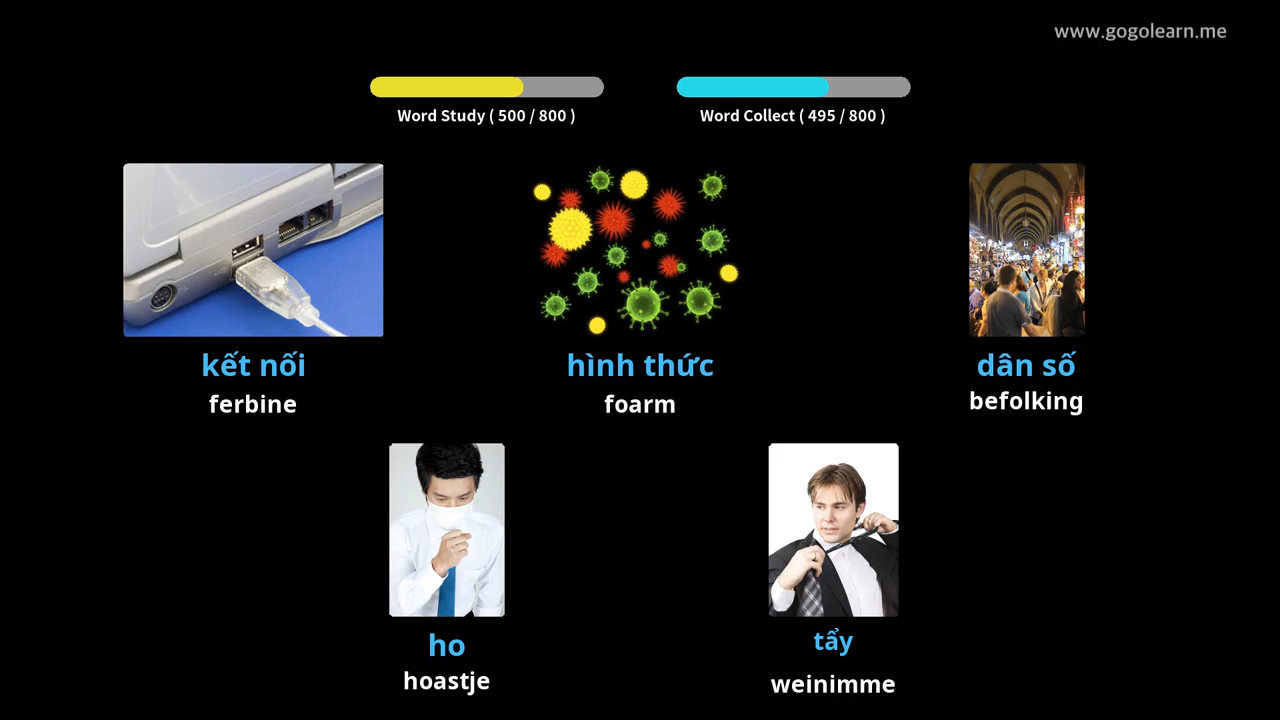 www.gogolearn.me
Word Study ( 500 / 800 )
Word Collect ( 495 / 800 )
kết nối
ferbine
hình thức
foarm
dân số
befolking
ho
hoastje
tẩy
weinimme